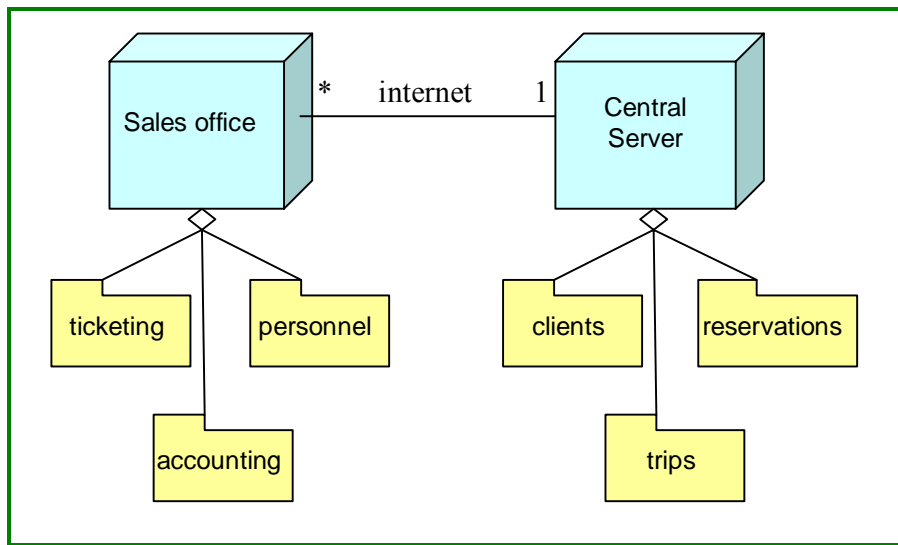 * internet 1
Sales office
Central
Server
ticketing
personnel
clients
reservations
accounting
trips